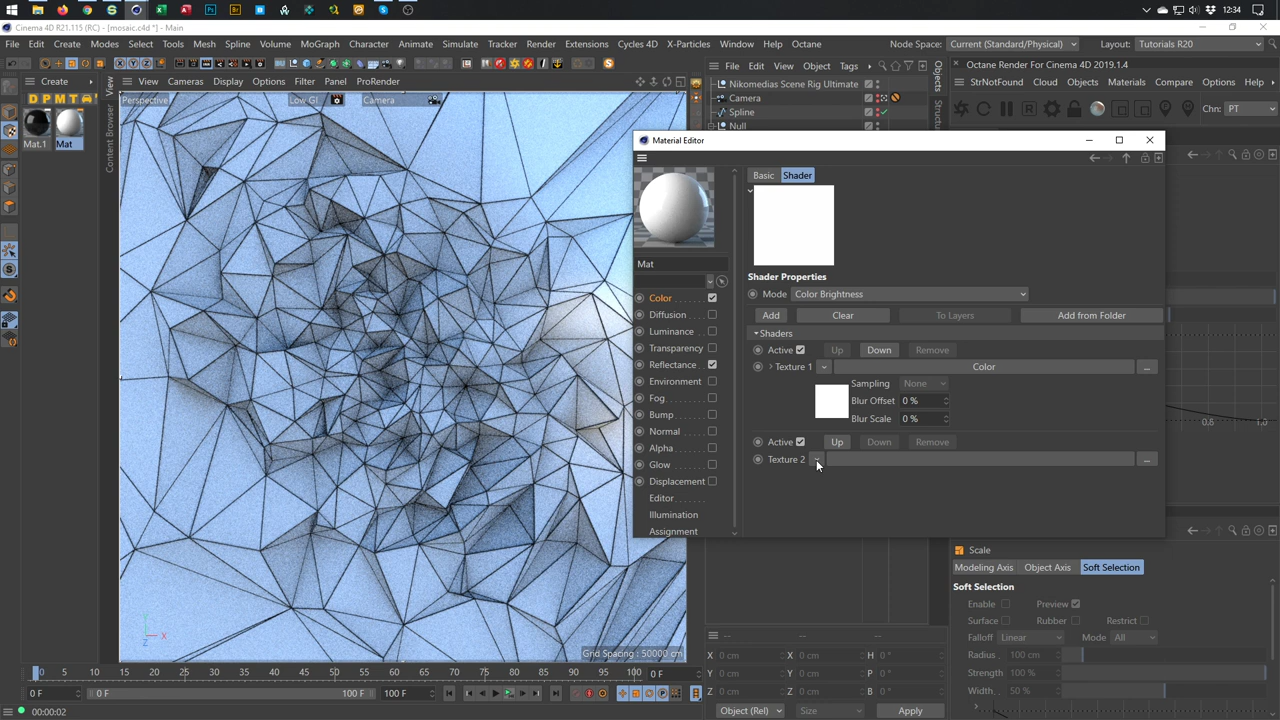 12:34
Cinema 4D R21.115 (RC) - [mosaic.c4d *] - Main
File Edit Create Modes Select Tools Mesh Spline Volume MoGraph Character Animate Simulate Tracker Render Extensions Cycles 4D X-Particles Window Help Octane
Node Space: Current (Standard/Physical) Layout: Tutorials R20
Create
View Cameras Display Options Filter Panel ProRender
File Edit View Object Tags
Octane Render For Cinema 4D 2019.1.4
StrNotFound Cloud Objects Materials Compare Options Help
Chn: PT
D P M T
Mat.1 Mat
View
Content Browser
Perspective Low GI Camera
Nikomedias Scene Rig Ultimate
Camera
Spline
Null
Objects
Structu
Material Editor
Basic Shader
Mat
Shader Properties
Mode Color Brightness
Add Clear To Layers Add from Folder
Shaders
Active Up Down Remove
Texture 1 Color ...
Sampling None
Blur Offset 0 %
Blur Scale 0 %
Active Up Down Remove
Texture 2 ...
Color
Diffusion
Luminance
Transparency
Reflectance
Environment
Fog
Bump
Normal
Alpha
Glow
Displacement
Editor
Illumination
Assignment
0.6 1.0
Scale
Modeling Axis Object Axis Soft Selection
Soft Selection
Enable Preview
Surface Rubber Restrict
Falloff Linear Mode All
Radius 100 cm
Strength 100 %
Width 50 %
Y
X
Z
Grid Spacing : 50000 cm
0 5 10 15 20 25 30 35 40 45 50 55 60 65 70 75 80 85 90 95 100 0 F
0 F 0 F 100 F 100 F
-- -- --
X 0 cm X 0 cm H 0 °
Y 0 cm Y 0 cm P 0 °
Z 0 cm Z 0 cm B 0 °
Object (Rel) Size Apply
00:00:02